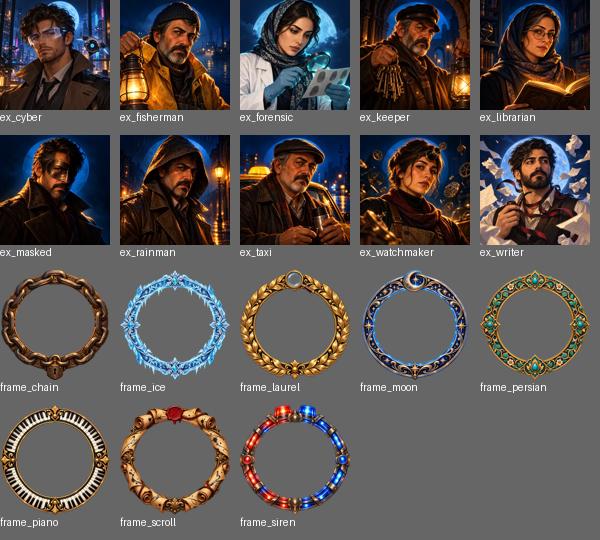 ex_cyber
ex_fisherman
ex_forensic
ex_keeper
ex_librarian
ex_masked
ex_rainman
ex_taxi
ex_watchmaker
ex_writer
frame_chain
frame_ice
frame_laurel
frame_moon
frame_persian
frame_piano
frame_scroll
frame_siren